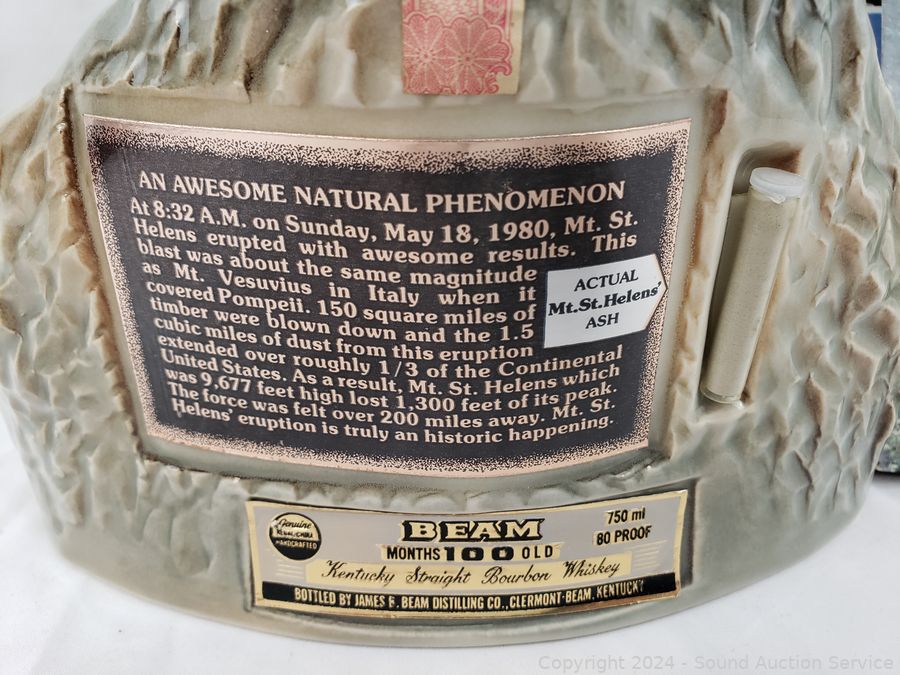 AN AWESOME NATURAL PHENOMENON
At 8:32 A.M. on Sunday, May 18, 1980, Mt. St.
Helens erupted with awesome results. This
blast was about the same magnitude
as Mt. Vesuvius in Italy when it
covered Pompeii. 150 square miles of
timber were blown down and the 1.5
cubic miles of dust from this eruption
extended over roughly 1/3 of the Continental
United States. As a result, Mt. St. Helens which
was 9,677 feet high lost 1,300 feet of its peak.
The force was felt over 200 miles away. Mt. St.
Helens' eruption is truly an historic happening.
ACTUAL
Mt.St.Helens'
ASH
Genuine
REGAL CHINA
HANDCRAFTED
BEAM
MONTHS 100 OLD
Kentucky Straight Bourbon Whiskey
750 ml
80 PROOF
BOTTLED BY JAMES B. BEAM DISTILLING CO., CLERMONT-BEAM, KENTUCKY
Copyright 2024 - Sound Auction Service